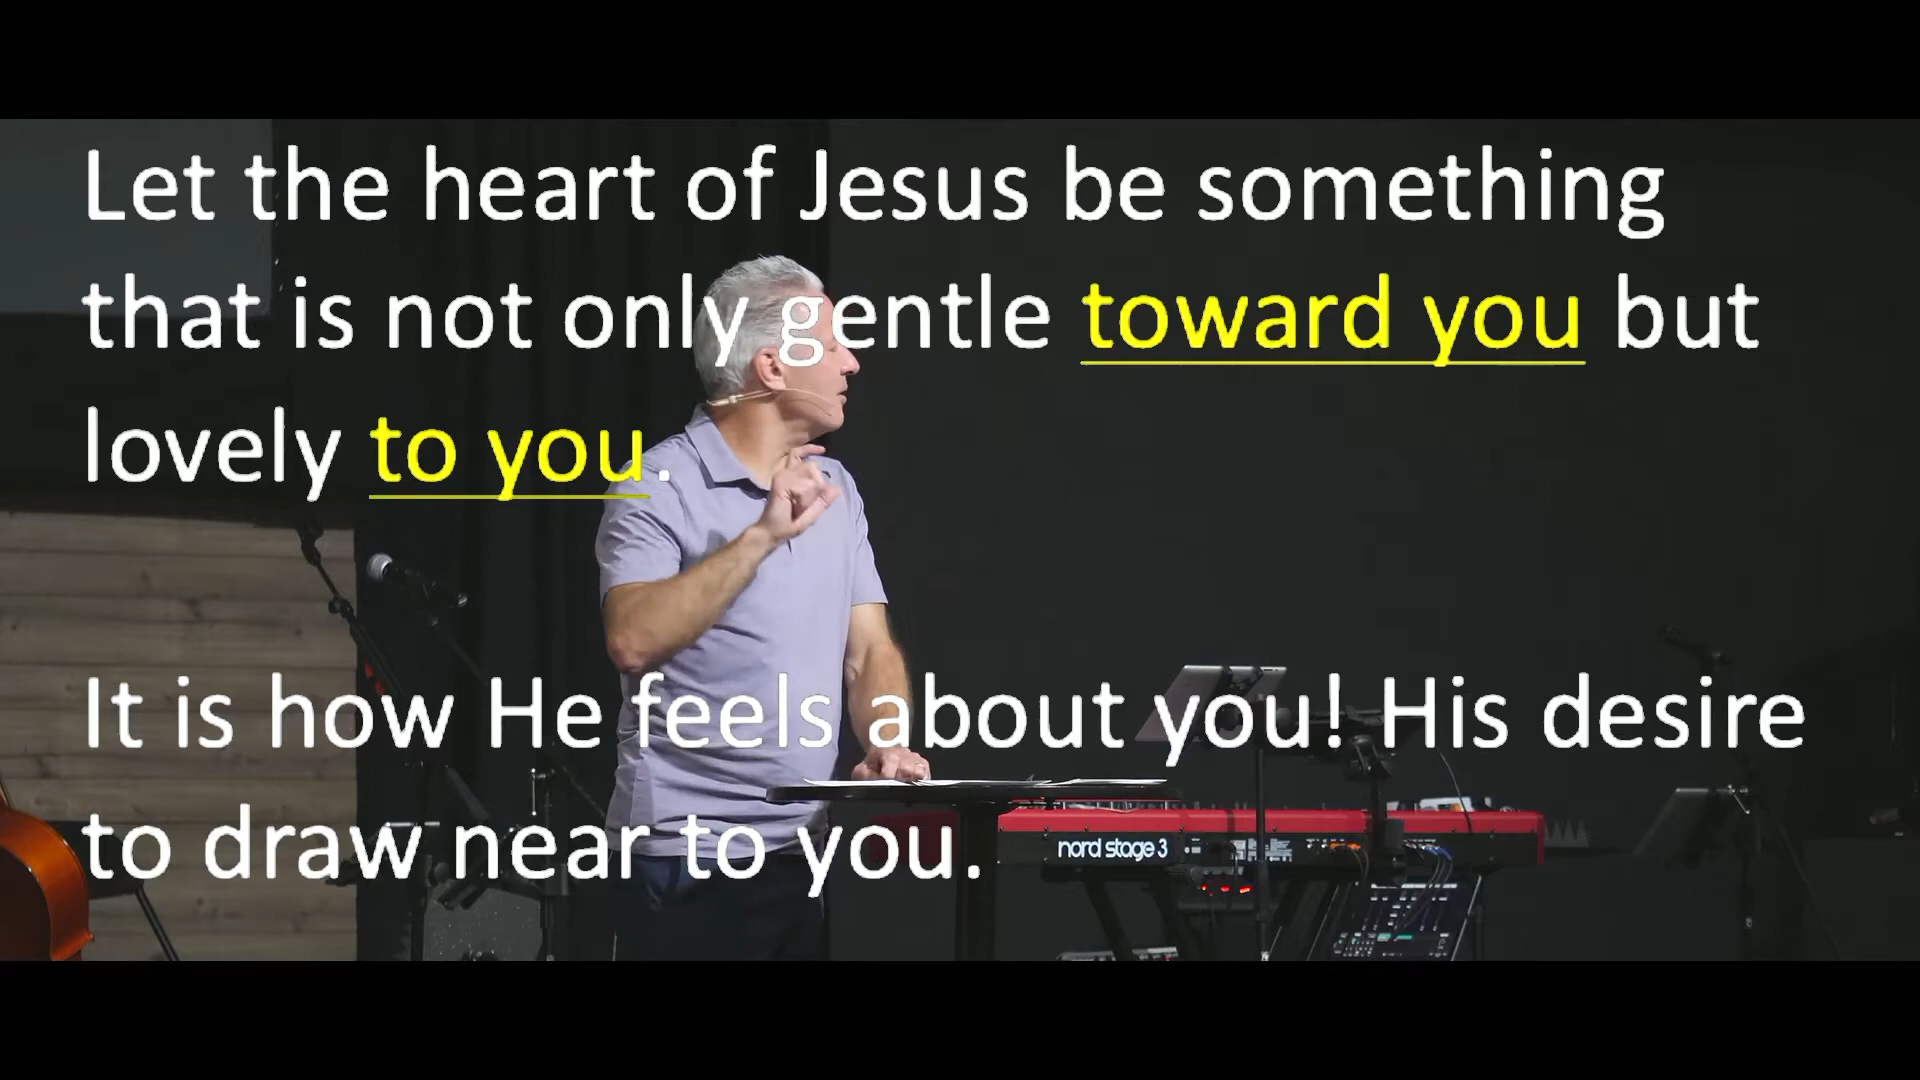 Let the heart of Jesus be something
that is not only gentle toward you but
lovely to you.
It is how He feels about you! His desire
to draw near to you.
nord stage 3